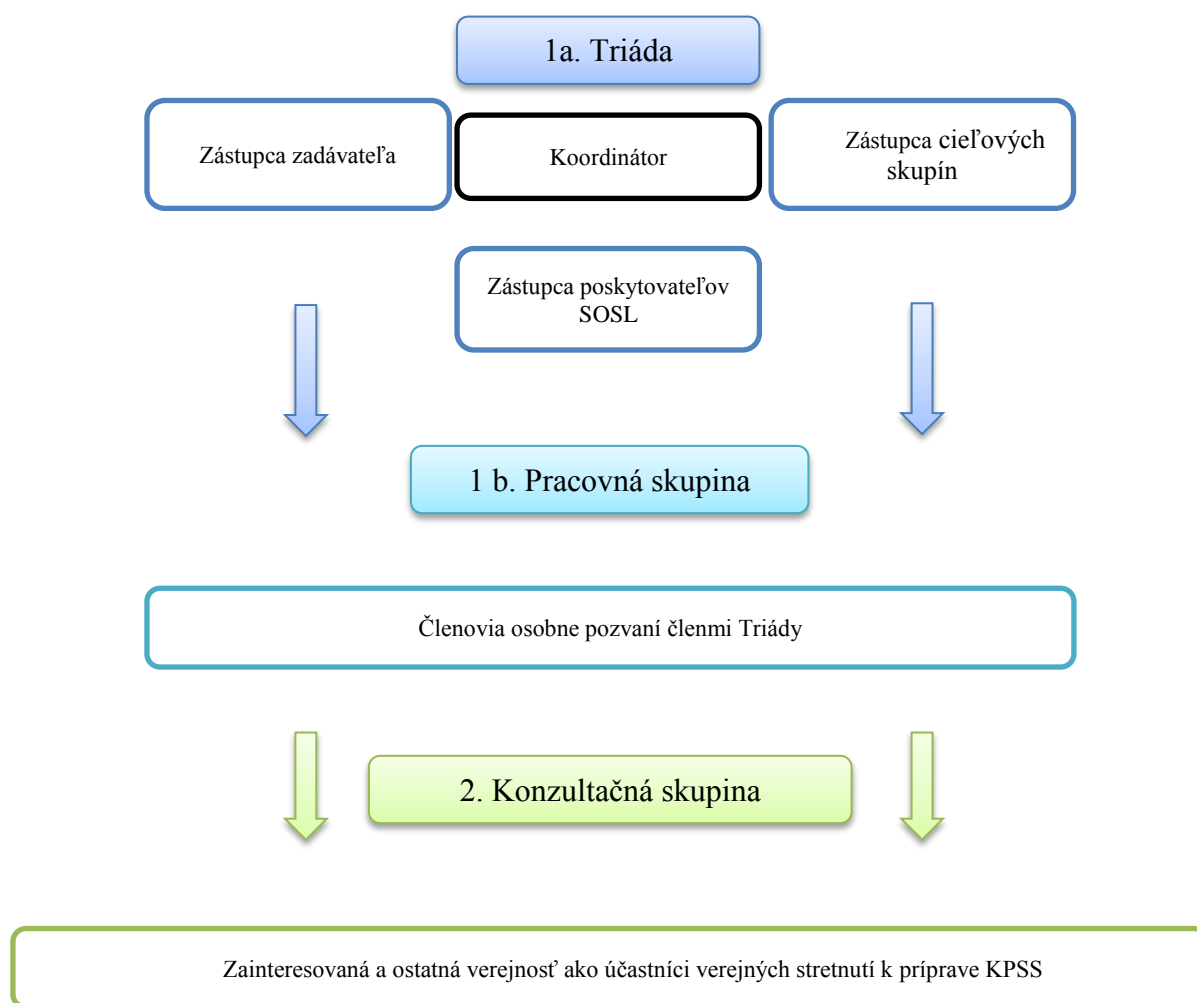 1a. Triáda
Zástupca zadávateľa
Koordinátor
Zástupca cieľových
skupín
Zástupca poskytovateľov
SOSL
1 b. Pracovná skupina
Členovia osobne pozvaní členmi Triády
2. Konzultačná skupina
Zainteresovaná a ostatná verejnosť ako účastníci verejných stretnutí k príprave KPSS